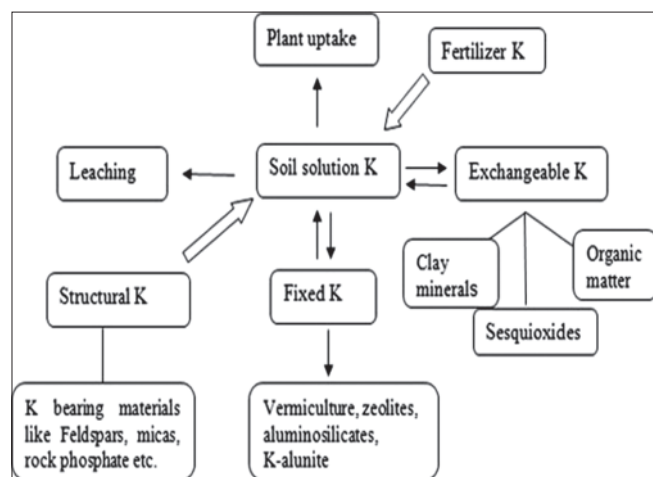 Plant uptake
Fertilizer K
Leaching
Soil solution K
Exchangeable K
Structural K
Fixed K
Clay
minerals
Organic
matter
Sesquioxides
K bearing materials
like Feldspars, micas,
rock phosphate etc.
Vermiculture, zeolites,
aluminosilicates,
K-alunite